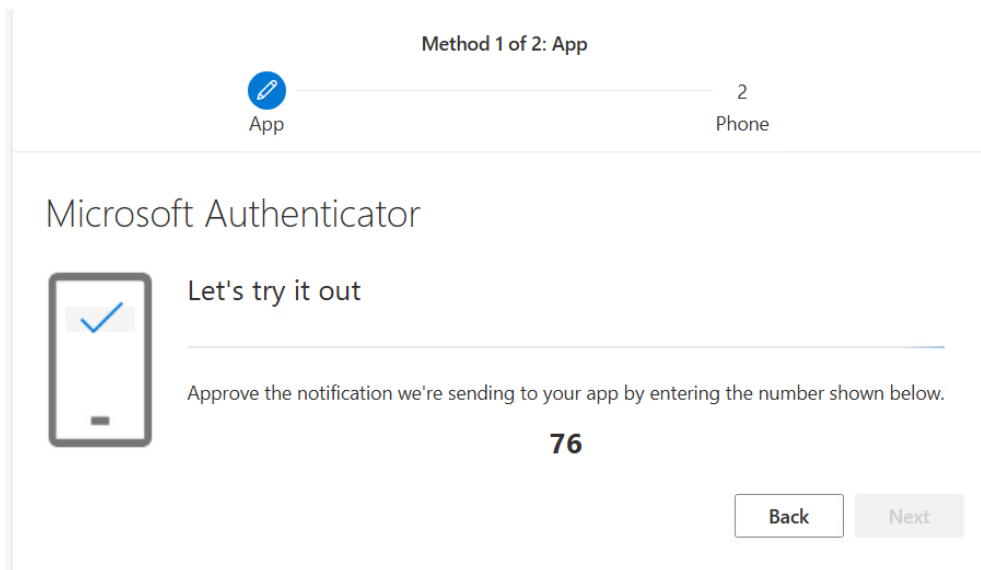 Method 1 of 2: App
2
App
Phone
Microsoft Authenticator
Let's try it out
Approve the notification we're sending to your app by entering the number shown below.
76
Back
Next